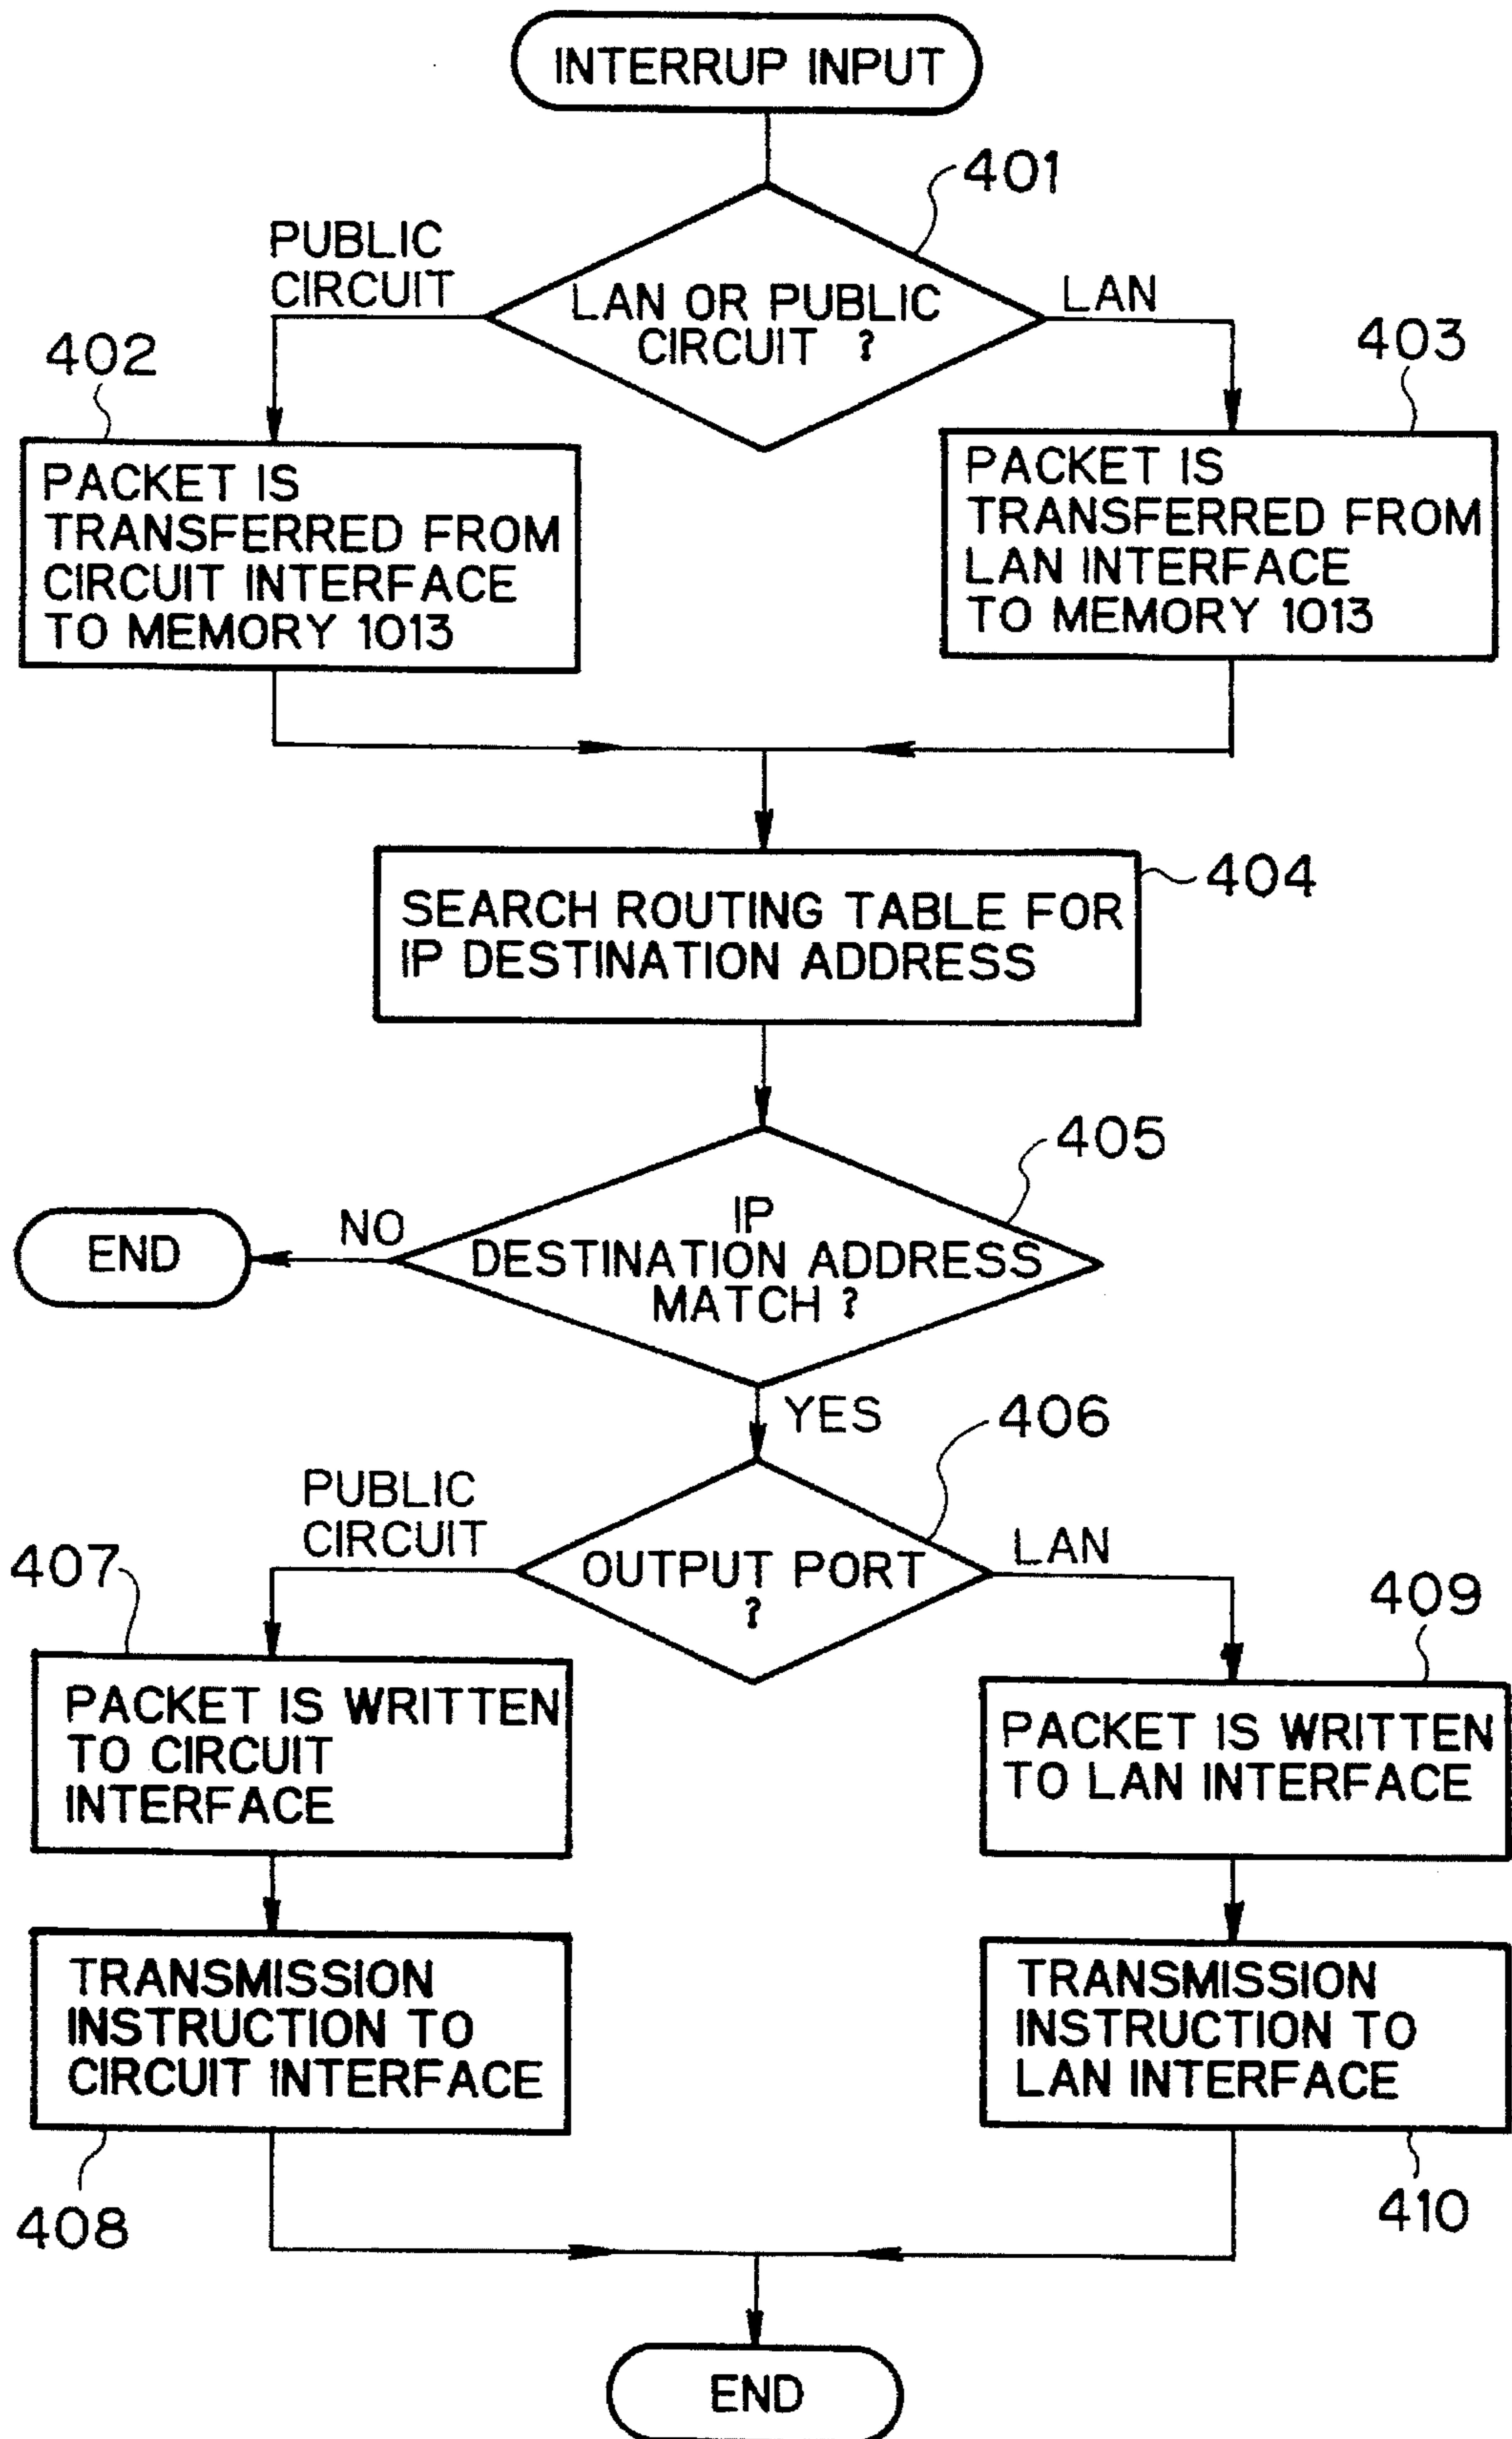 INTERRUP INPUT
401
PUBLIC
CIRCUIT
LAN OR PUBLIC
CIRCUIT ?
LAN
402
403
PACKET IS
TRANSFERRED FROM
CIRCUIT INTERFACE
TO MEMORY 1013
PACKET IS
TRANSFERRED FROM
LAN INTERFACE
TO MEMORY 1013
404
SEARCH ROUTING TABLE FOR
IP DESTINATION ADDRESS
405
IP
DESTINATION ADDRESS
MATCH ?
NO
END
YES
406
PUBLIC
CIRCUIT
OUTPUT PORT
?
LAN
407
409
PACKET IS WRITTEN
TO CIRCUIT
INTERFACE
PACKET IS WRITTEN
TO LAN INTERFACE
TRANSMISSION
INSTRUCTION TO
CIRCUIT INTERFACE
TRANSMISSION
INSTRUCTION TO
LAN INTERFACE
408
410
END